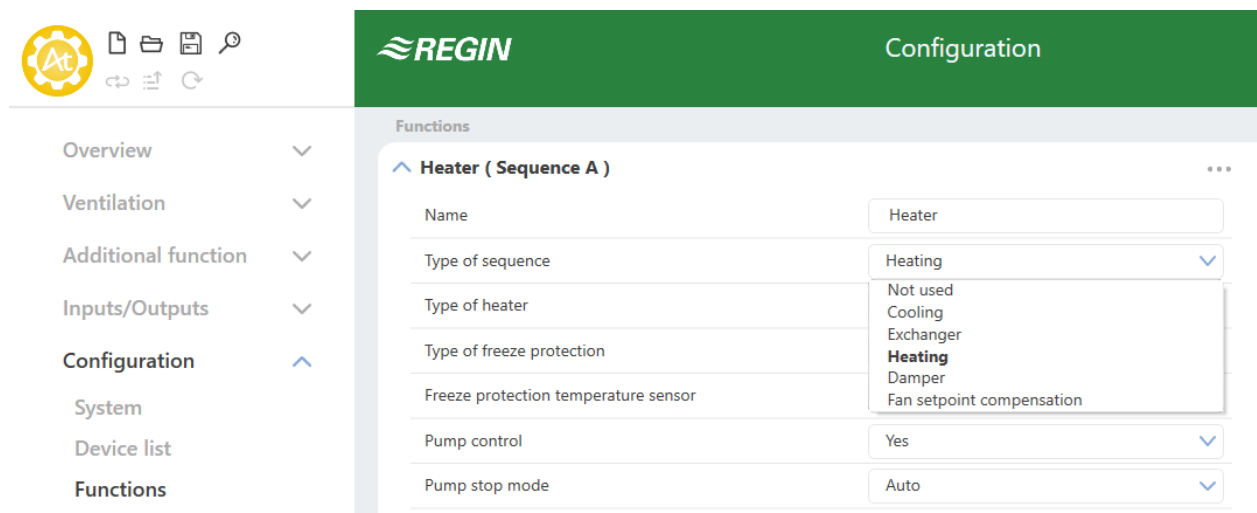 At
REGIN
Configuration
Overview
Ventilation
Additional function
Inputs/Outputs
Configuration
System
Device list
Functions
Functions
Heater ( Sequence A )
Name Heater
Type of sequence Heating
Not used
Cooling
Exchanger
Heating
Damper
Fan setpoint compensation
Type of heater
Type of freeze protection
Freeze protection temperature sensor
Pump control Yes
Pump stop mode Auto